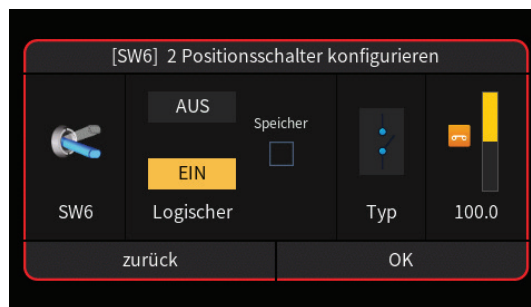 [SW6] 2 Positionsschalter konfigurieren
AUS
Speicher
EIN
SW6
Logischer
Typ
100.0
zurück
OK